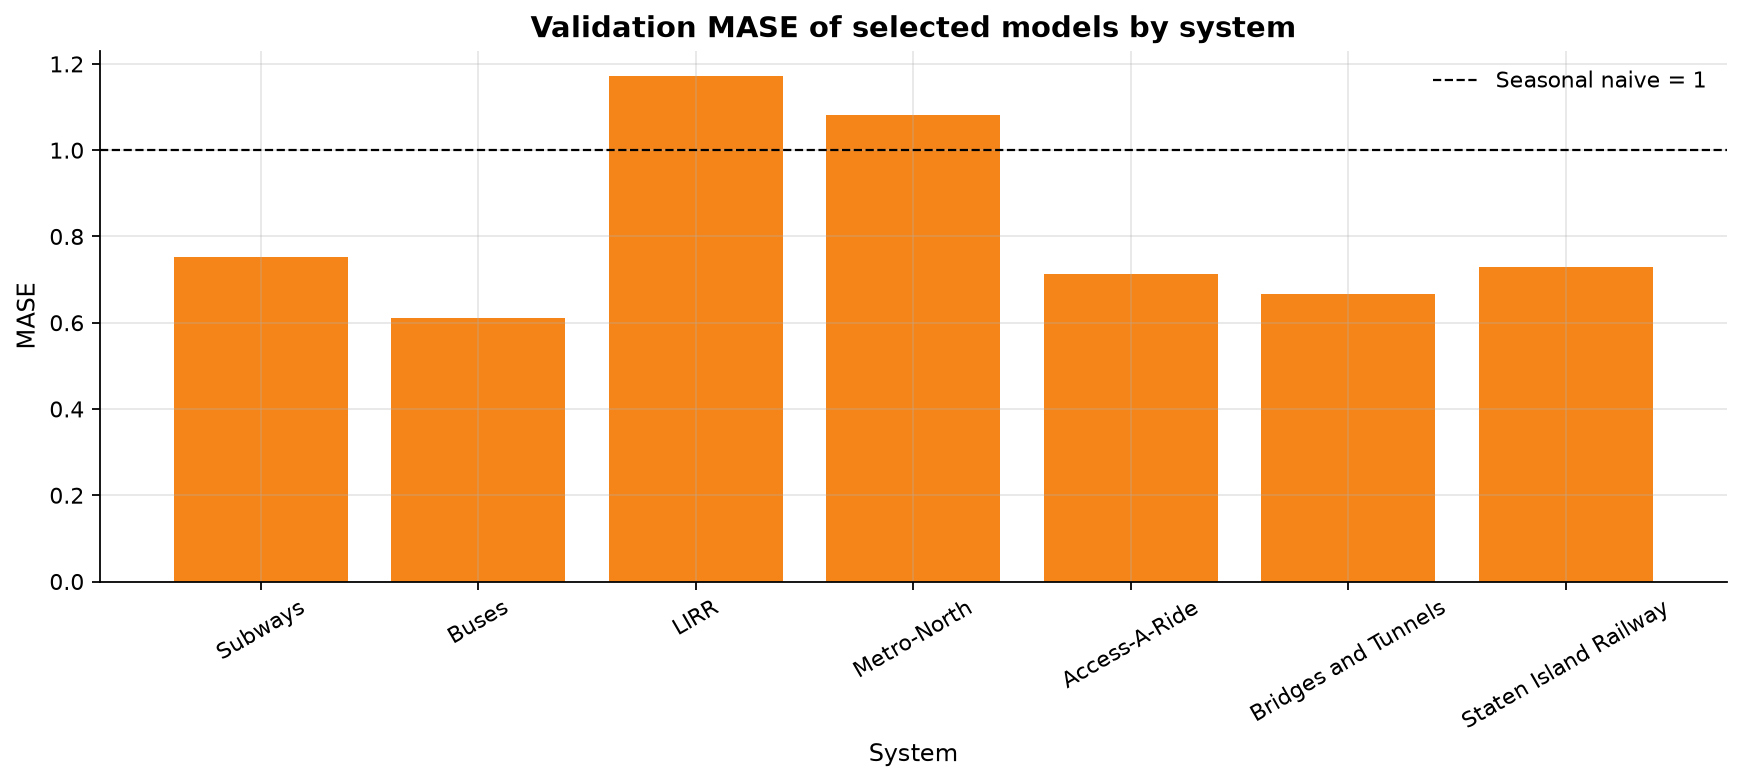 Validation MASE of selected models by system
Seasonal naive = 1
MASE
1.2
1.0
0.8
0.6
0.4
0.2
0.0
Subways
Buses
LIRR
Metro-North
Access-A-Ride
Bridges and Tunnels
Staten Island Railway
System